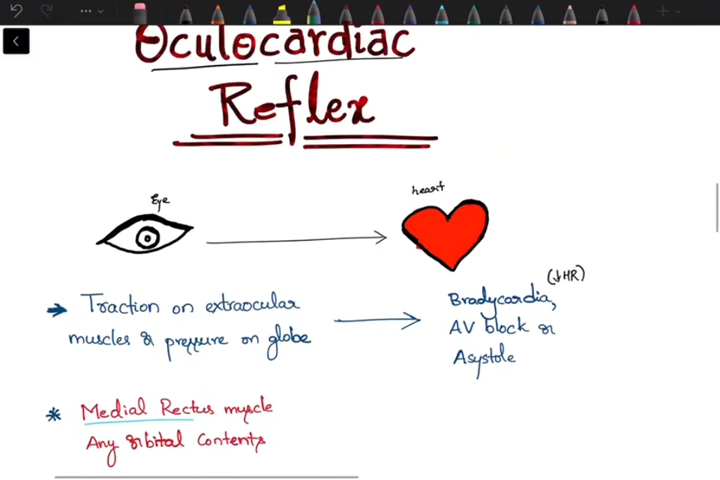 Oculocardiac
Reflex
Eye
heart
Traction on extraocular
muscles or pressure on globe
(↓HR)
Bradycardia,
AV block or
Asystole
* Medial Rectus muscle
Any orbital contents